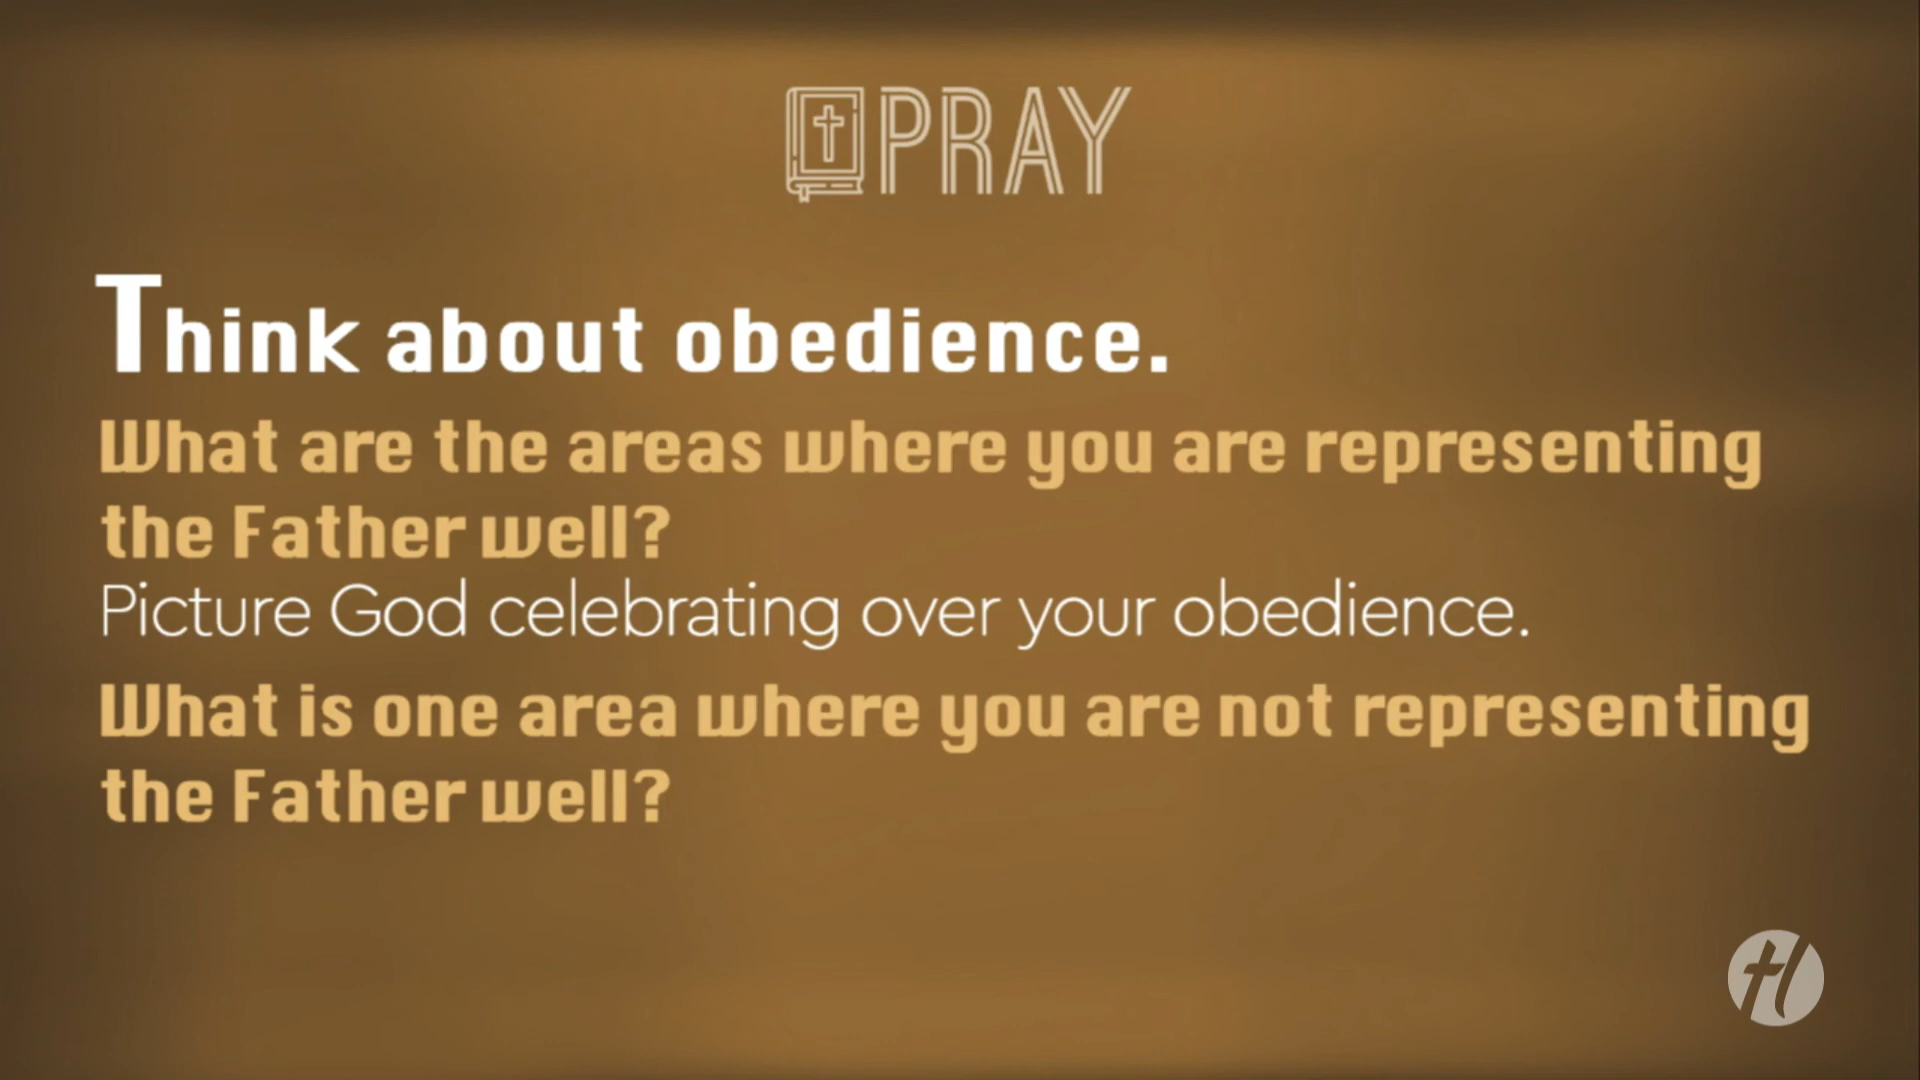 PRAY
Think about obedience.
What are the areas where you are representing
the Father well?
Picture God celebrating over your obedience.
What is one area where you are not representing
the Father well?